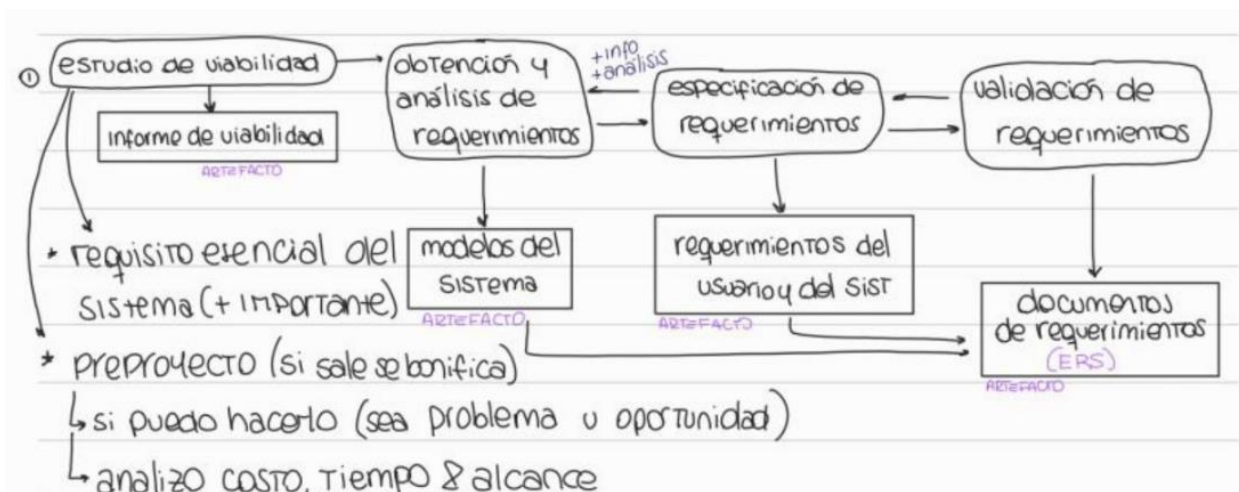 ① estudio de viabilidad
informe de viabilidad
ARTEFACTO
obtención y
análisis de
requerimientos
+info
+análisis
especificación de
requerimientos
validación de
requerimientos
modelos del
sistema
ARTEFACTO
requerimientos del
usuario y del sist
ARTEFACTO
documentos
de requerimientos
(ERS)
ARTEFACTO
* requisito esencial del
sistema (+ importante)
* preproyecto (si sale se bonifica)
↳ si puedo hacerlo (sea problema u oportunidad)
↳ analizo costo, tiempo & alcance